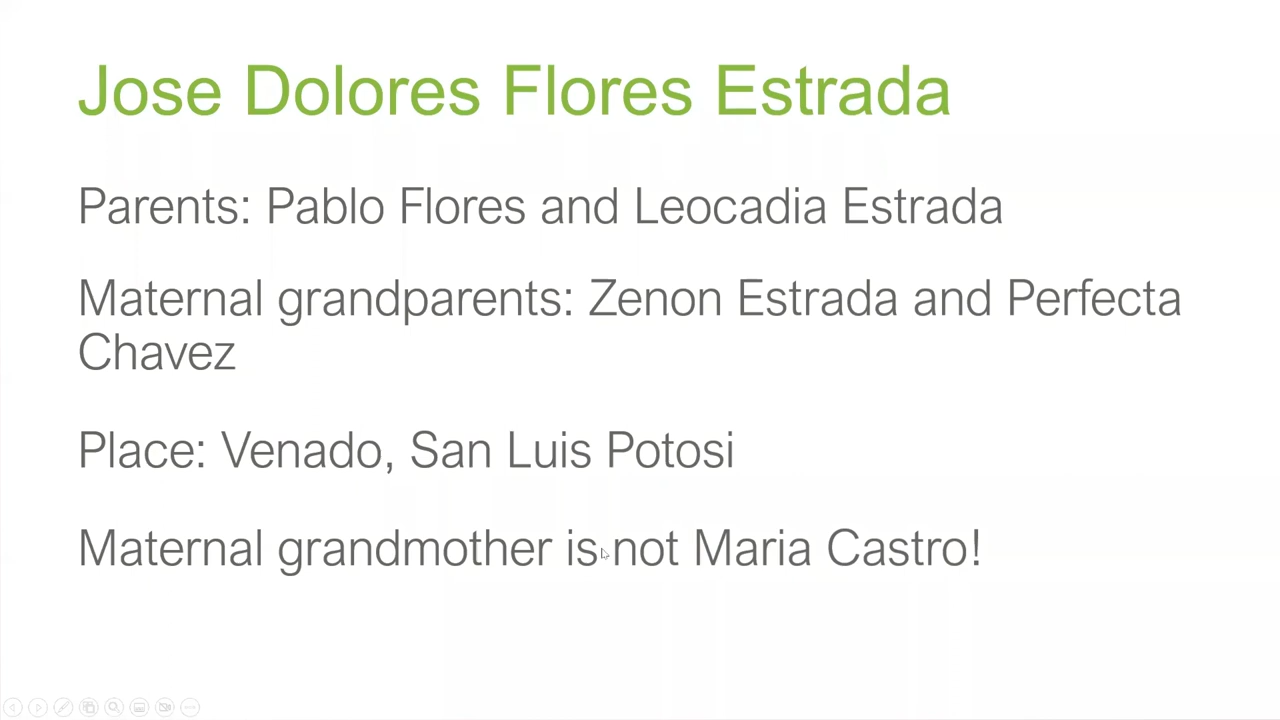 Jose Dolores Flores Estrada
Parents: Pablo Flores and Leocadia Estrada
Maternal grandparents: Zenon Estrada and Perfecta
Chavez
Place: Venado, San Luis Potosi
Maternal grandmother is not Maria Castro!